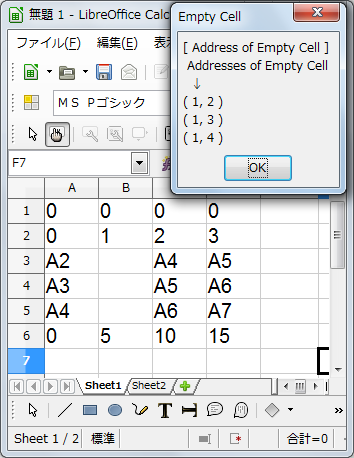 無題 1 - LibreOffice Calc
Empty Cell
[ Address of Empty Cell ]
Addresses of Empty Cell
↓
( 1, 2 )
( 1, 3 )
( 1, 4 )
OK
ファイル(F) 編集(E)
ＭＳ Ｐゴシック
F7
A B
1 0 0 0 0
2 0 1 2 3
3 A2 A4 A5
4 A3 A5 A6
5 A4 A6 A7
6 0 5 10 15
7
Sheet1 Sheet2
T
Sheet 1 / 2 標準 * 合計=0